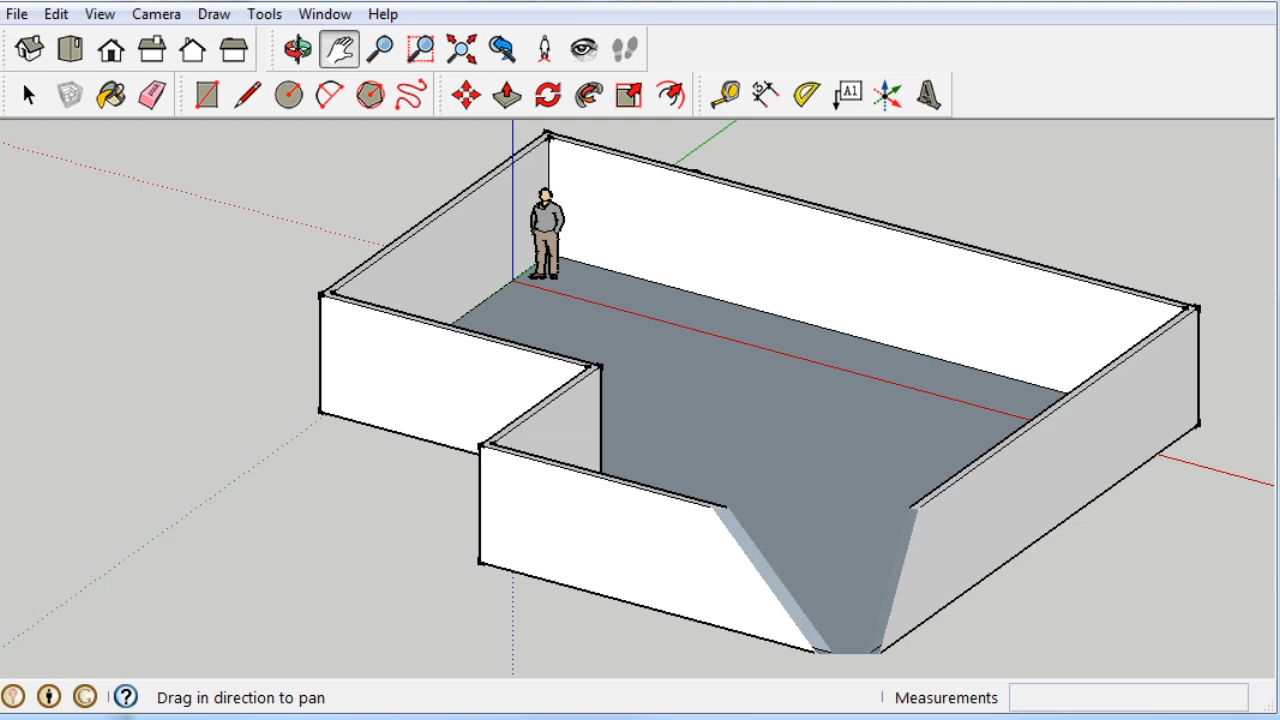 File Edit View Camera Draw Tools Window Help
A1
Drag in direction to pan
Measurements